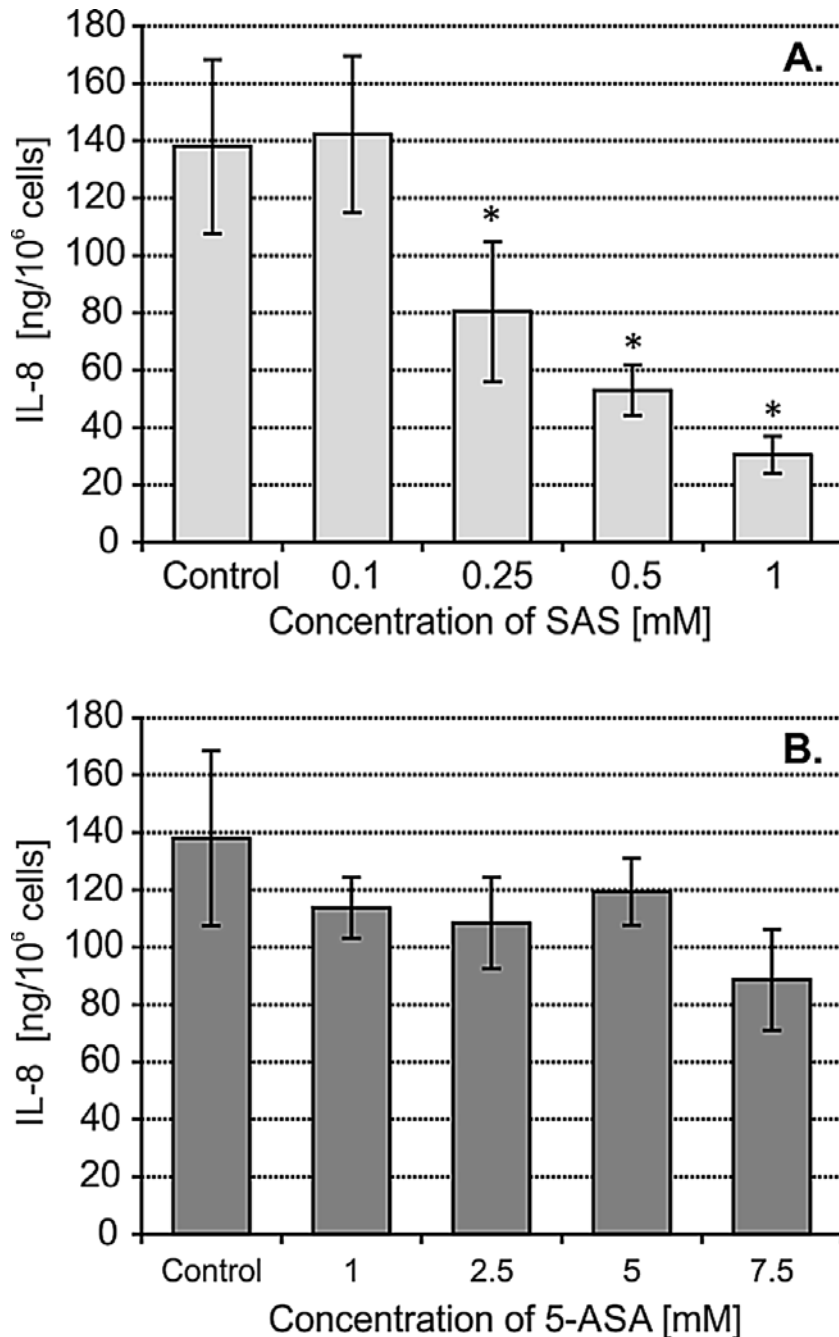 A.
IL-8 [ng/10⁶ cells]
180
160
140
120
100
80
60
40
20
0
*
*
*
Control 0.1 0.25 0.5 1
Concentration of SAS [mM]
B.
IL-8 [ng/10⁶ cells]
180
160
140
120
100
80
60
40
20
0
Control 1 2.5 5 7.5
Concentration of 5-ASA [mM]